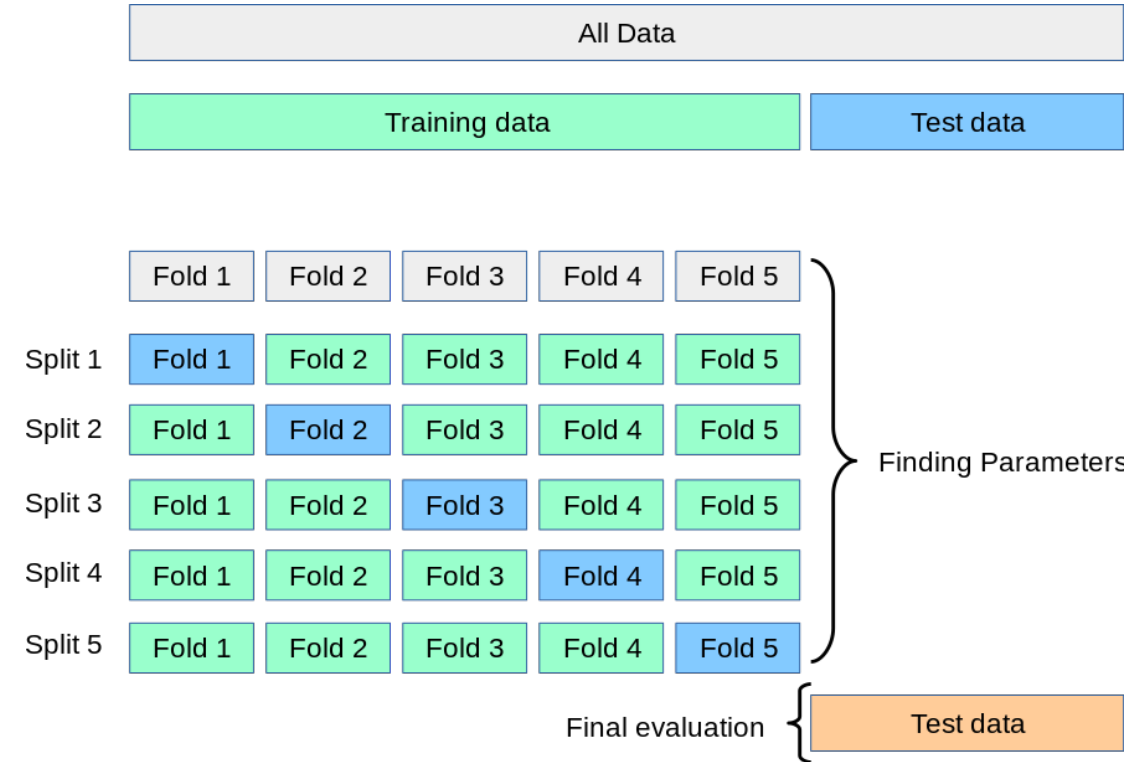 All Data
Training data Test data
Fold 1 Fold 2 Fold 3 Fold 4 Fold 5
Split 1 Fold 1 Fold 2 Fold 3 Fold 4 Fold 5
Split 2 Fold 1 Fold 2 Fold 3 Fold 4 Fold 5
Finding Parameters
Split 3 Fold 1 Fold 2 Fold 3 Fold 4 Fold 5
Split 4 Fold 1 Fold 2 Fold 3 Fold 4 Fold 5
Split 5 Fold 1 Fold 2 Fold 3 Fold 4 Fold 5
Final evaluation Test data